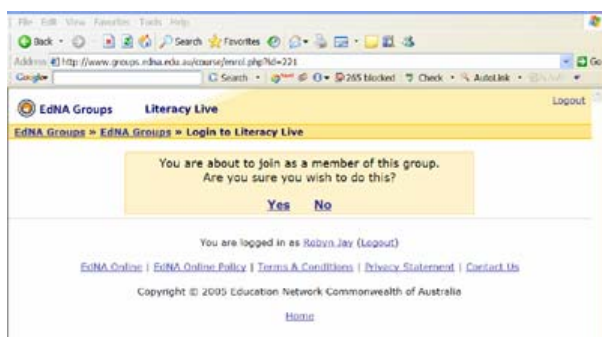 File Edit View Favorites Tools Help
Back Search Favorites
Address http://www.groups.edna.edu.au/course/enrol.php?id=221 Go
Google Search 265 blocked Check AutoLink
EdNA Groups Literacy Live Logout
EdNA Groups » EdNA Groups » Login to Literacy Live
You are about to join as a member of this group.
Are you sure you wish to do this?
Yes No
You are logged in as Robyn Jay (Logout)
EdNA Online | EdNA Online Policy | Terms & Conditions | Privacy Statement | Contact Us
Copyright © 2005 Education Network Commonwealth of Australia
Home